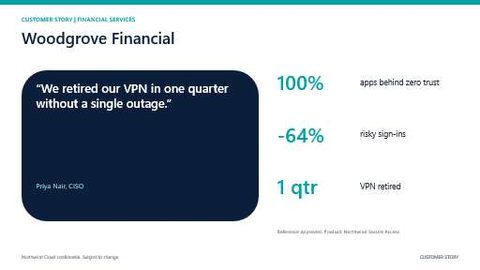 CUSTOMER STORY | FINANCIAL SERVICES
Woodgrove Financial
“We retired our VPN in one quarter
without a single outage.”
Priya Nair, CISO
100% apps behind zero trust
-64% risky sign-ins
1 qtr VPN retired
Reference approved. Product: Northwind Secure Access
Northwind Cloud confidential. Subject to change.
CUSTOMER STORY